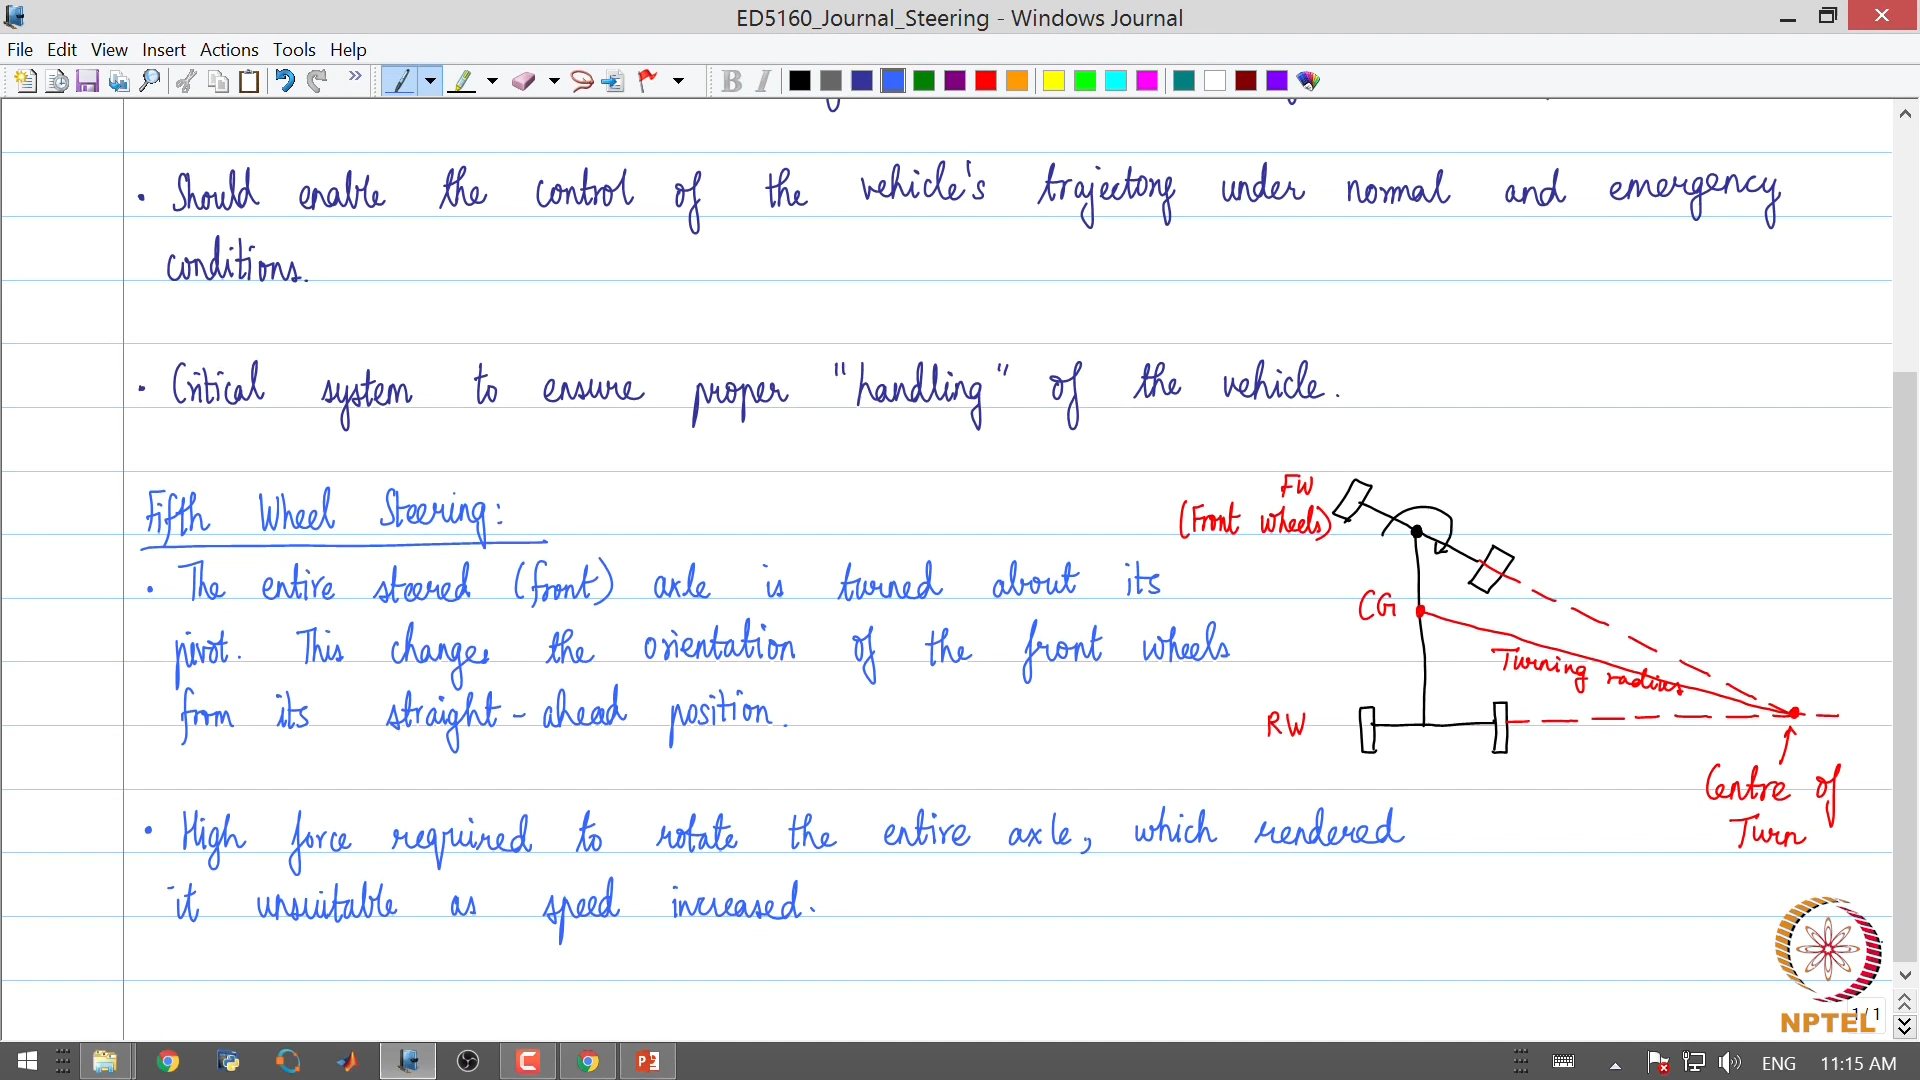 ED5160_Journal_Steering - Windows Journal
File Edit View Insert Actions Tools Help
B I
• Should enable the control of the vehicle's trajectory under normal and emergency
conditions.
• Critical system to ensure proper "handling" of the vehicle.
Fifth Wheel Steering:
• The entire steered (front) axle is turned about its
pivot. This changes the orientation of the front wheels
from its straight-ahead position.
• High force required to rotate the entire axle, which rendered
it unsuitable as speed increased.
FW
(Front wheels)
CG
Turning radius
RW
Centre of
Turn
NPTEL
1/1
ENG 11:15 AM